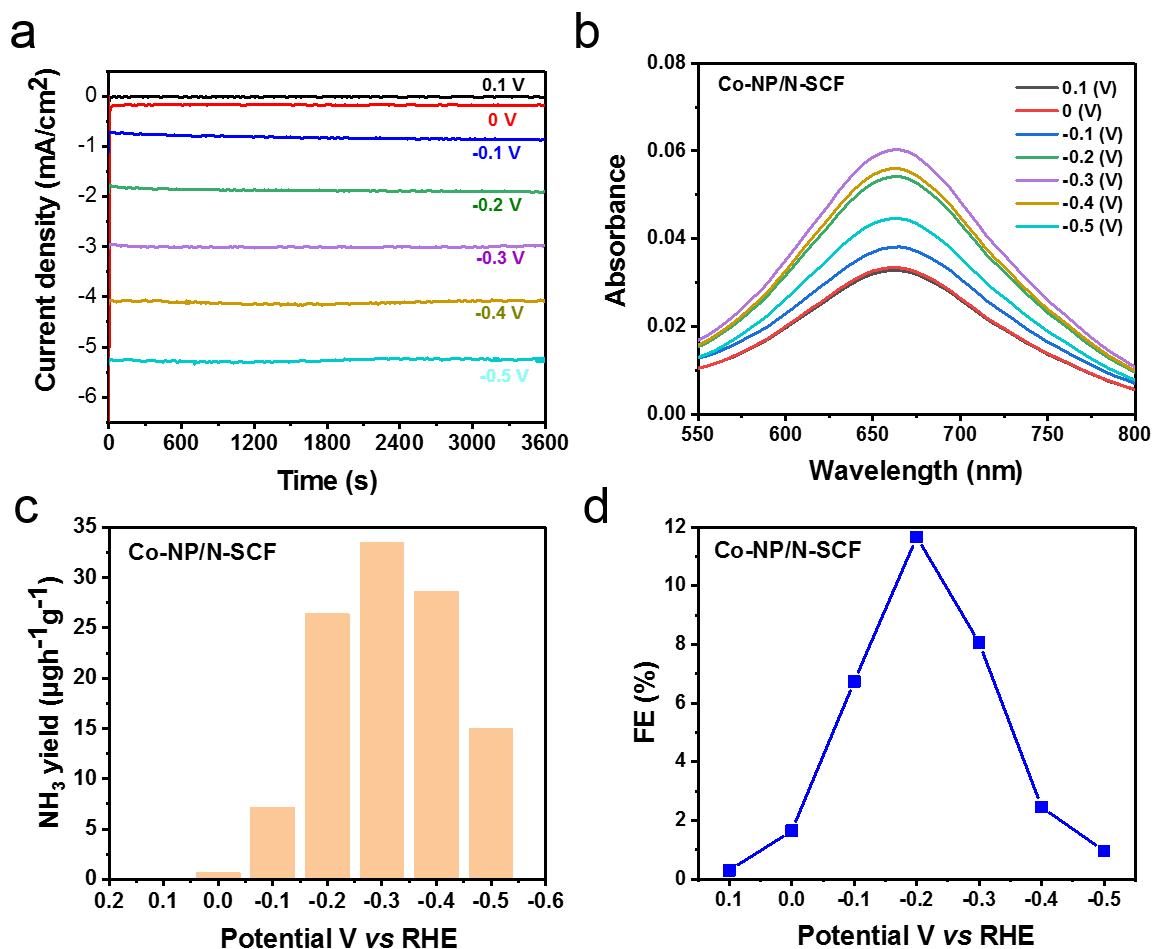 a
0.1 V
0 V
-0.1 V
-0.2 V
-0.3 V
-0.4 V
-0.5 V
0
-1
-2
-3
-4
-5
-6
Current density (mA/cm²)
0 600 1200 1800 2400 3000 3600
Time (s)
b
Co-NP/N-SCF
0.1 (V)
0 (V)
-0.1 (V)
-0.2 (V)
-0.3 (V)
-0.4 (V)
-0.5 (V)
0.08
0.06
0.04
0.02
0.00
Absorbance
550 600 650 700 750 800
Wavelength (nm)
c
Co-NP/N-SCF
35
30
25
20
15
10
5
0
NH₃ yield (μgh⁻¹g⁻¹)
0.2 0.1 0.0 -0.1 -0.2 -0.3 -0.4 -0.5 -0.6
Potential V vs RHE
d
Co-NP/N-SCF
12
10
8
6
4
2
0
FE (%)
0.1 0.0 -0.1 -0.2 -0.3 -0.4 -0.5
Potential V vs RHE